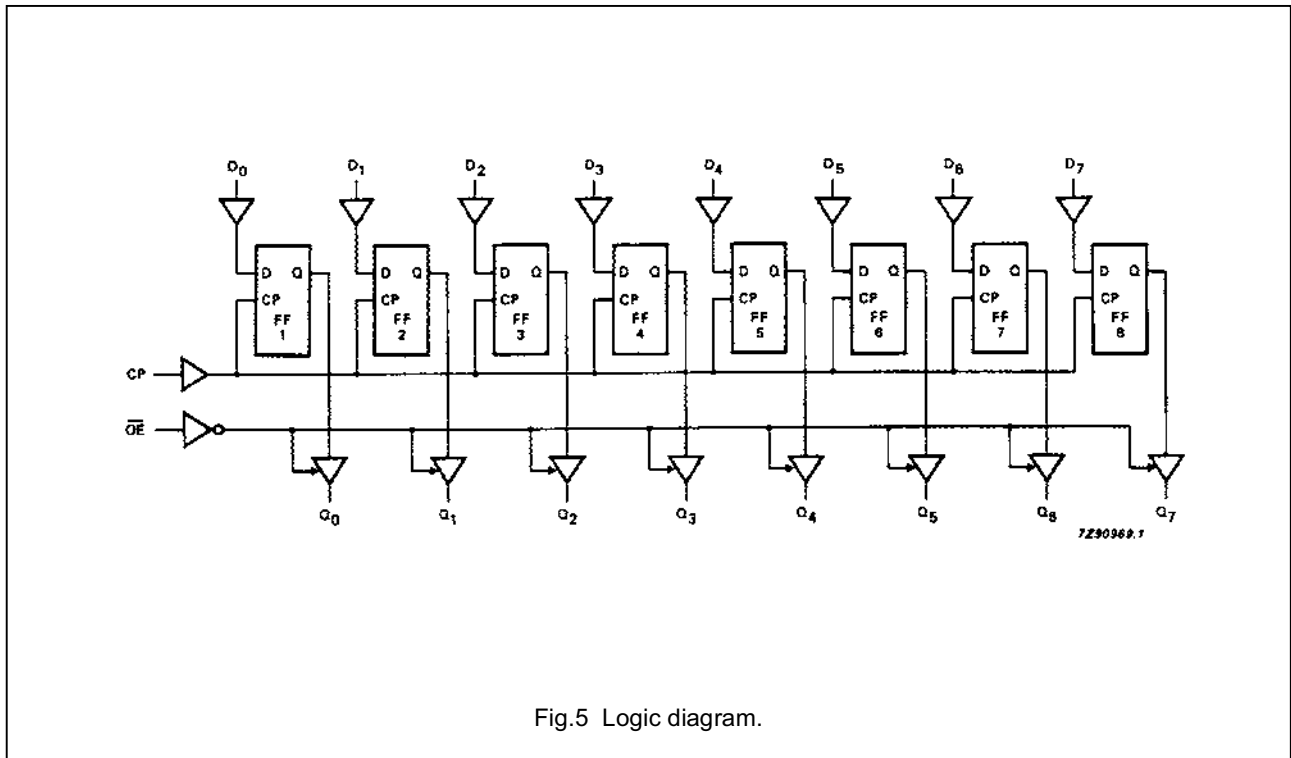 D0 D1 D2 D3 D4 D5 D6 D7
D Q D Q D Q D Q D Q D Q D Q D Q
CP CP CP CP CP CP CP CP
FF FF FF FF FF FF FF FF
1 2 3 4 5 6 7 8
CP
OE
Q0 Q1 Q2 Q3 Q4 Q5 Q6 Q7
7Z90969.1
Fig.5 Logic diagram.